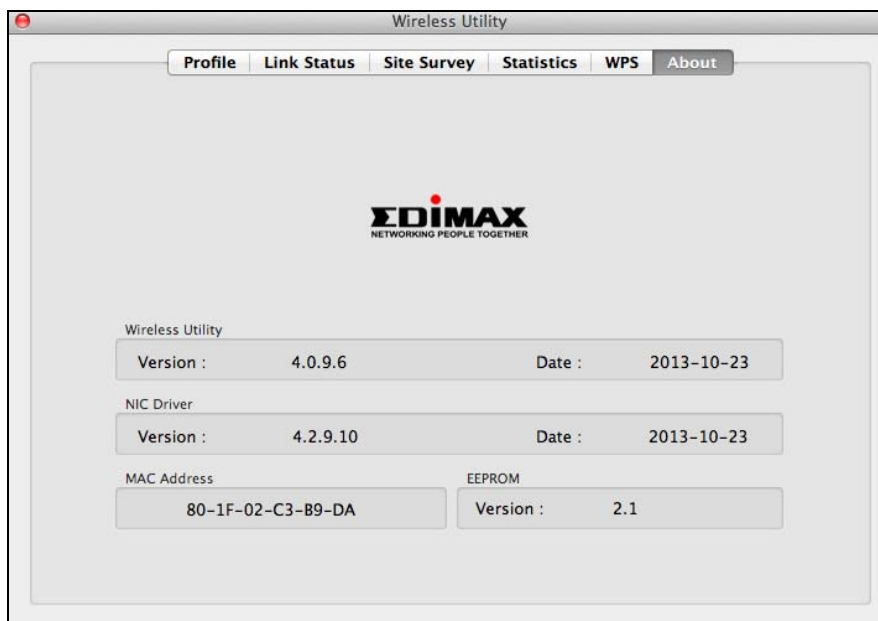 Wireless Utility
Profile Link Status Site Survey Statistics WPS About
EDIMAX
NETWORKING PEOPLE TOGETHER
Wireless Utility
Version : 4.0.9.6 Date : 2013-10-23
NIC Driver
Version : 4.2.9.10 Date : 2013-10-23
MAC Address EEPROM
80-1F-02-C3-B9-DA Version : 2.1